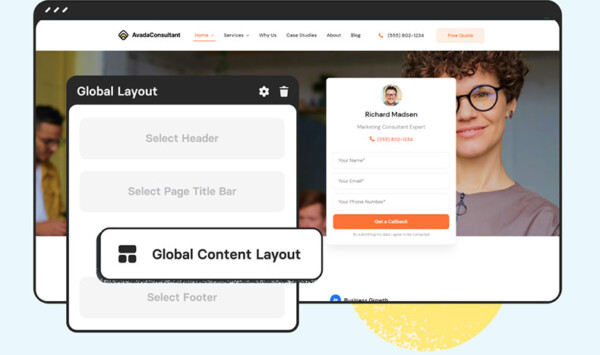 AvadaConsultant Home Services Why Us Case Studies About Blog (555) 802-1234 Free Quote
Global Layout
Select Header
Select Page Title Bar
Global Content Layout
Select Footer
Richard Madsen
Marketing Consultant Expert
(555) 802-1234
Your Name*
Your Email*
Your Phone Number*
Get a Callback
Business Growth